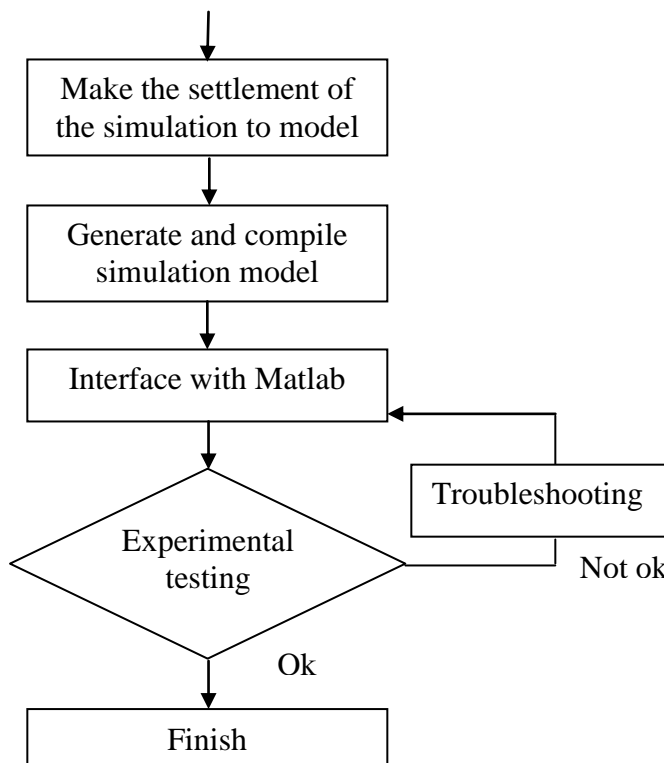 Make the settlement of
the simulation to model
Generate and compile
simulation model
Interface with Matlab
Troubleshooting
Experimental
testing
Not ok
Ok
Finish